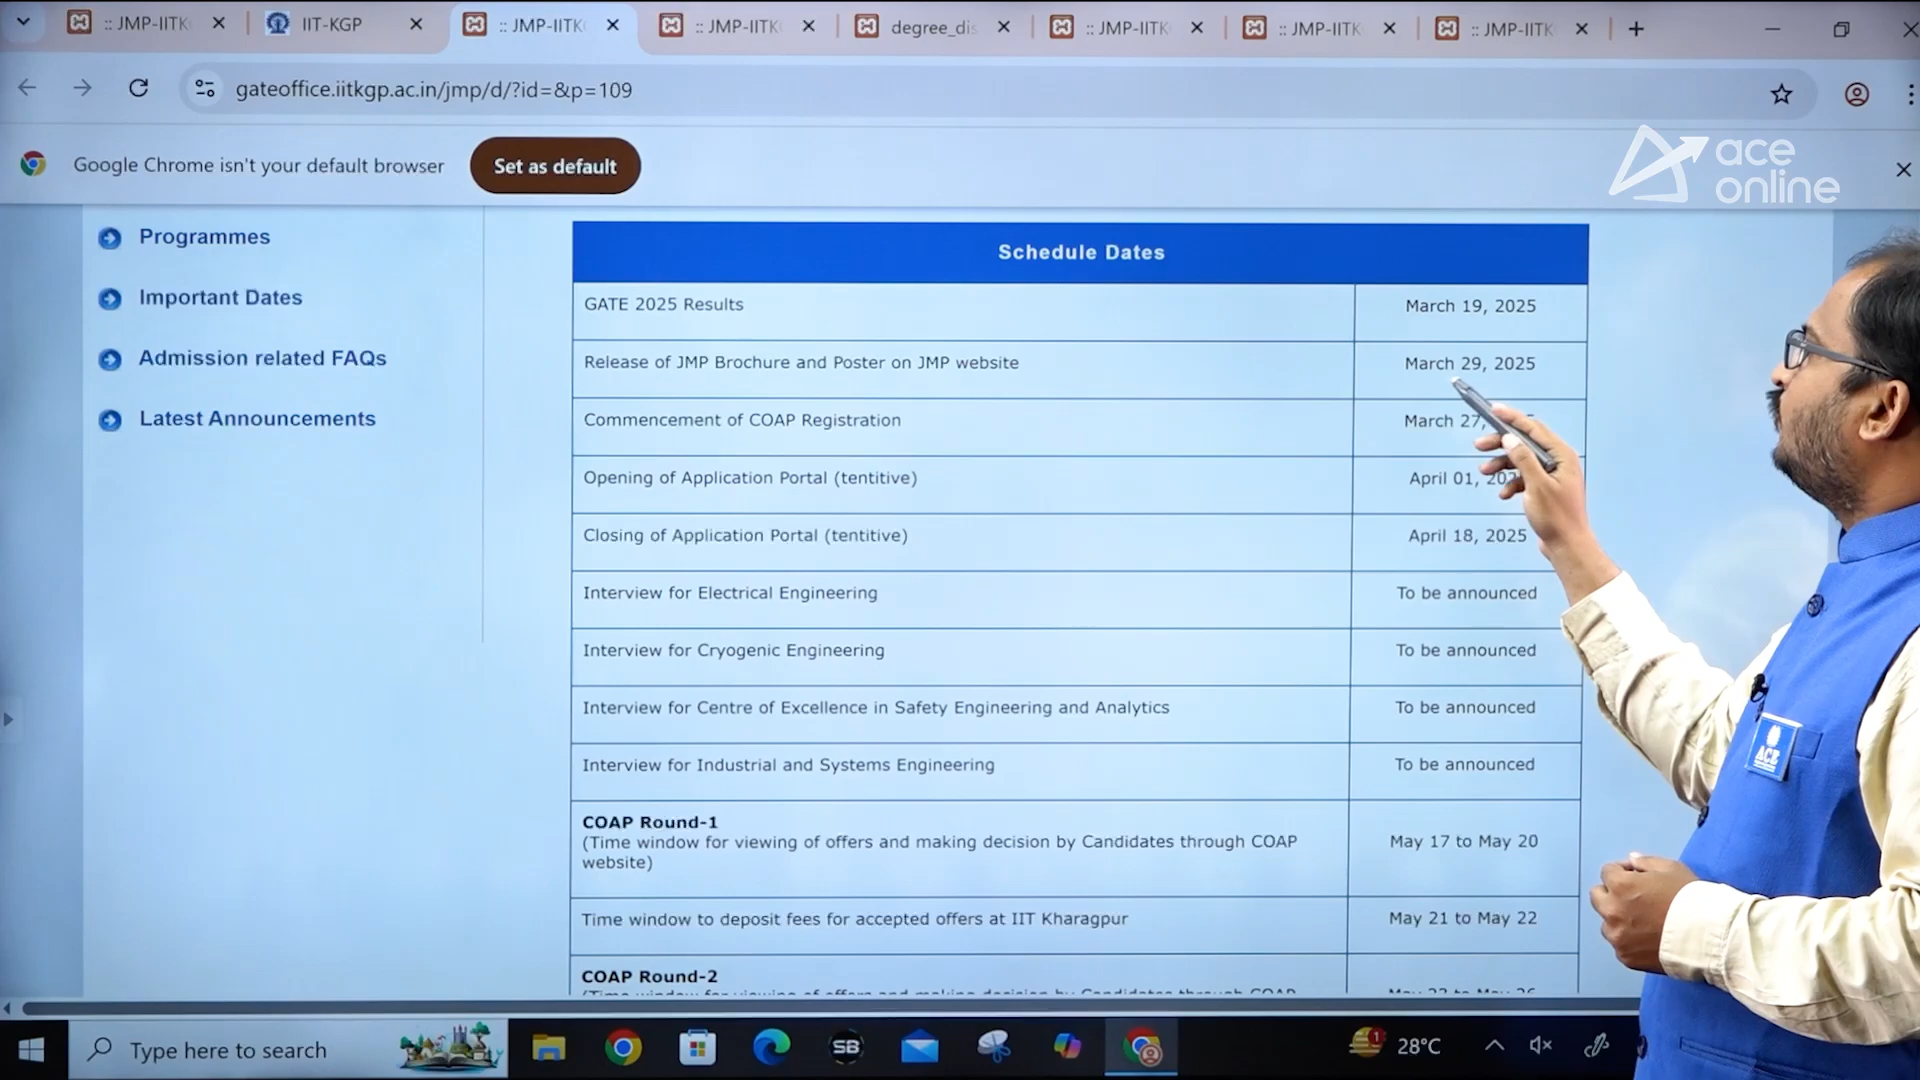 :: JMP-IITK
IIT-KGP
:: JMP-IITK
:: JMP-IITK
degree_dis
:: JMP-IITK
:: JMP-IITK
:: JMP-IITK
gateoffice.iitkgp.ac.in/jmp/d/?id=&p=109
Google Chrome isn't your default browser
Set as default
ace
online
Programmes
Important Dates
Admission related FAQs
Latest Announcements
Schedule Dates
GATE 2025 Results
March 19, 2025
Release of JMP Brochure and Poster on JMP website
March 29, 2025
Commencement of COAP Registration
March 27,
Opening of Application Portal (tentitive)
April 01, 202
Closing of Application Portal (tentitive)
April 18, 2025
Interview for Electrical Engineering
To be announced
Interview for Cryogenic Engineering
To be announced
Interview for Centre of Excellence in Safety Engineering and Analytics
To be announced
Interview for Industrial and Systems Engineering
To be announced
COAP Round-1
(Time window for viewing of offers and making decision by Candidates through COAP
website)
May 17 to May 20
Time window to deposit fees for accepted offers at IIT Kharagpur
May 21 to May 22
COAP Round-2
ACE
Type here to search
SB
1
28°C